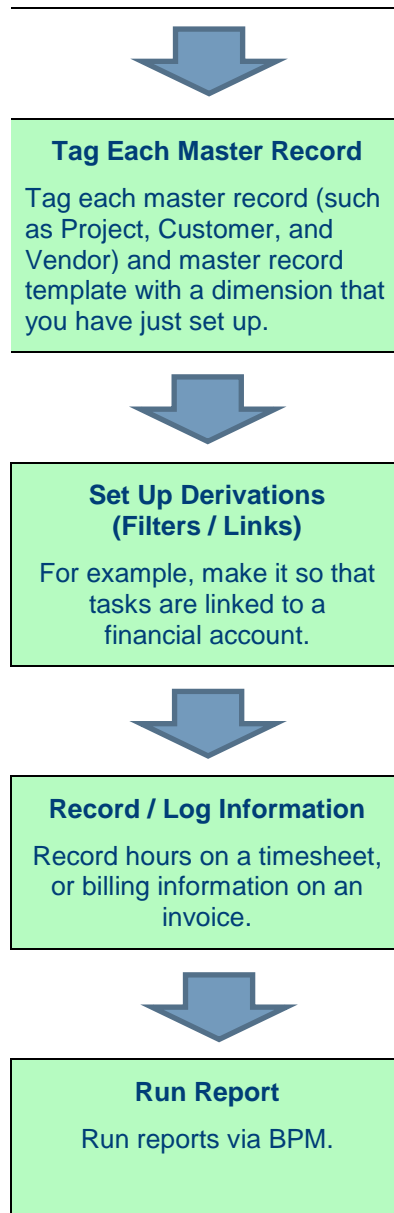 Tag Each Master Record
Tag each master record (such
as Project, Customer, and
Vendor) and master record
template with a dimension that
you have just set up.
Set Up Derivations
(Filters / Links)
For example, make it so that
tasks are linked to a
financial account.
Record / Log Information
Record hours on a timesheet,
or billing information on an
invoice.
Run Report
Run reports via BPM.